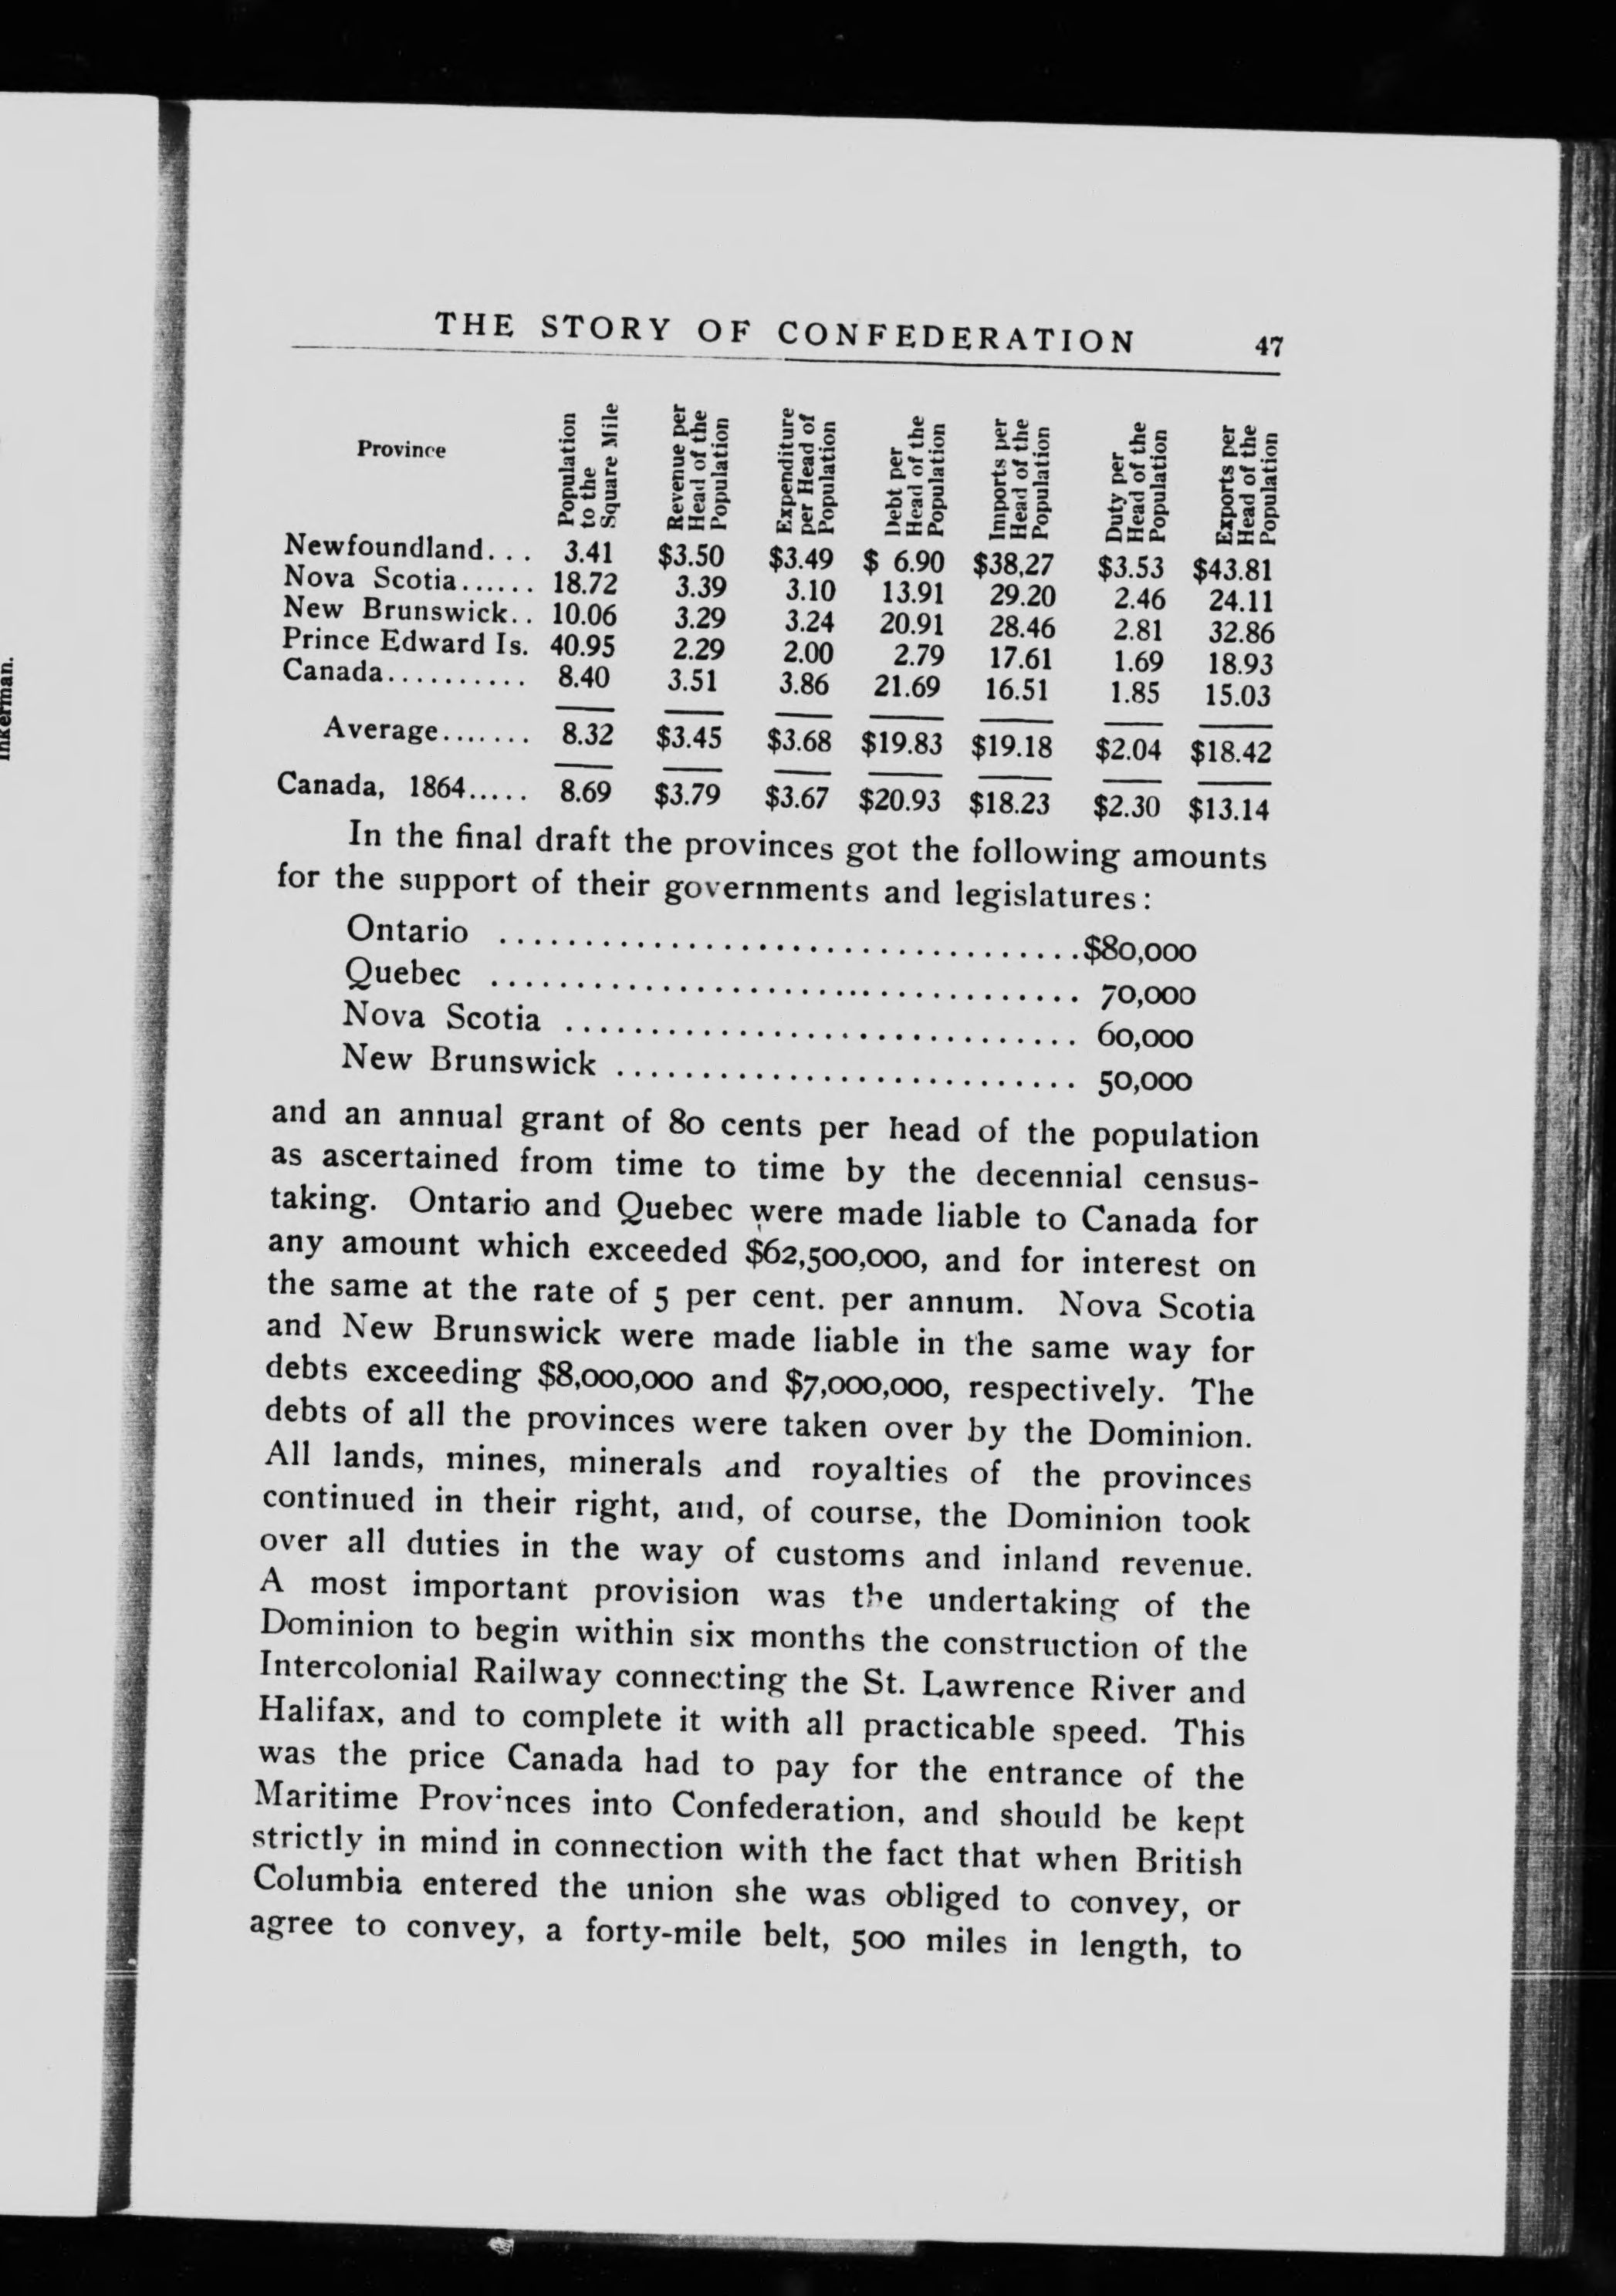 THE STORY OF CONFEDERATION 47
Province
Population to the Square Mile
Revenue per Head of the Population
Expenditure per Head of Population
Debt per Head of the Population
Imports per Head of the Population
Duty per Head of the Population
Exports per Head of the Population
Newfoundland... 3.41 $3.50 $3.49 $ 6.90 $38,27 $3.53 $43.81
Nova Scotia...... 18.72 3.39 3.10 13.91 29.20 2.46 24.11
New Brunswick.. 10.06 3.29 3.24 20.91 28.46 2.81 32.86
Prince Edward Is. 40.95 2.29 2.00 2.79 17.61 1.69 18.93
Canada.......... 8.40 3.51 3.86 21.69 16.51 1.85 15.03
Average....... 8.32 $3.45 $3.68 $19.83 $19.18 $2.04 $18.42
Canada, 1864..... 8.69 $3.79 $3.67 $20.93 $18.23 $2.30 $13.14
In the final draft the provinces got the following amounts
for the support of their governments and legislatures:
Ontario ..................................$80,000
Quebec .................................. 70,000
Nova Scotia .............................. 60,000
New Brunswick ........................... 50,000
and an annual grant of 80 cents per head of the population
as ascertained from time to time by the decennial census-
taking. Ontario and Quebec were made liable to Canada for
any amount which exceeded $62,500,000, and for interest on
the same at the rate of 5 per cent. per annum. Nova Scotia
and New Brunswick were made liable in the same way for
debts exceeding $8,000,000 and $7,000,000, respectively. The
debts of all the provinces were taken over by the Dominion.
All lands, mines, minerals and royalties of the provinces
continued in their right, and, of course, the Dominion took
over all duties in the way of customs and inland revenue.
A most important provision was the undertaking of the
Dominion to begin within six months the construction of the
Intercolonial Railway connecting the St. Lawrence River and
Halifax, and to complete it with all practicable speed. This
was the price Canada had to pay for the entrance of the
Maritime Provinces into Confederation, and should be kept
strictly in mind in connection with the fact that when British
Columbia entered the union she was obliged to convey, or
agree to convey, a forty-mile belt, 500 miles in length, to
Inkerman.